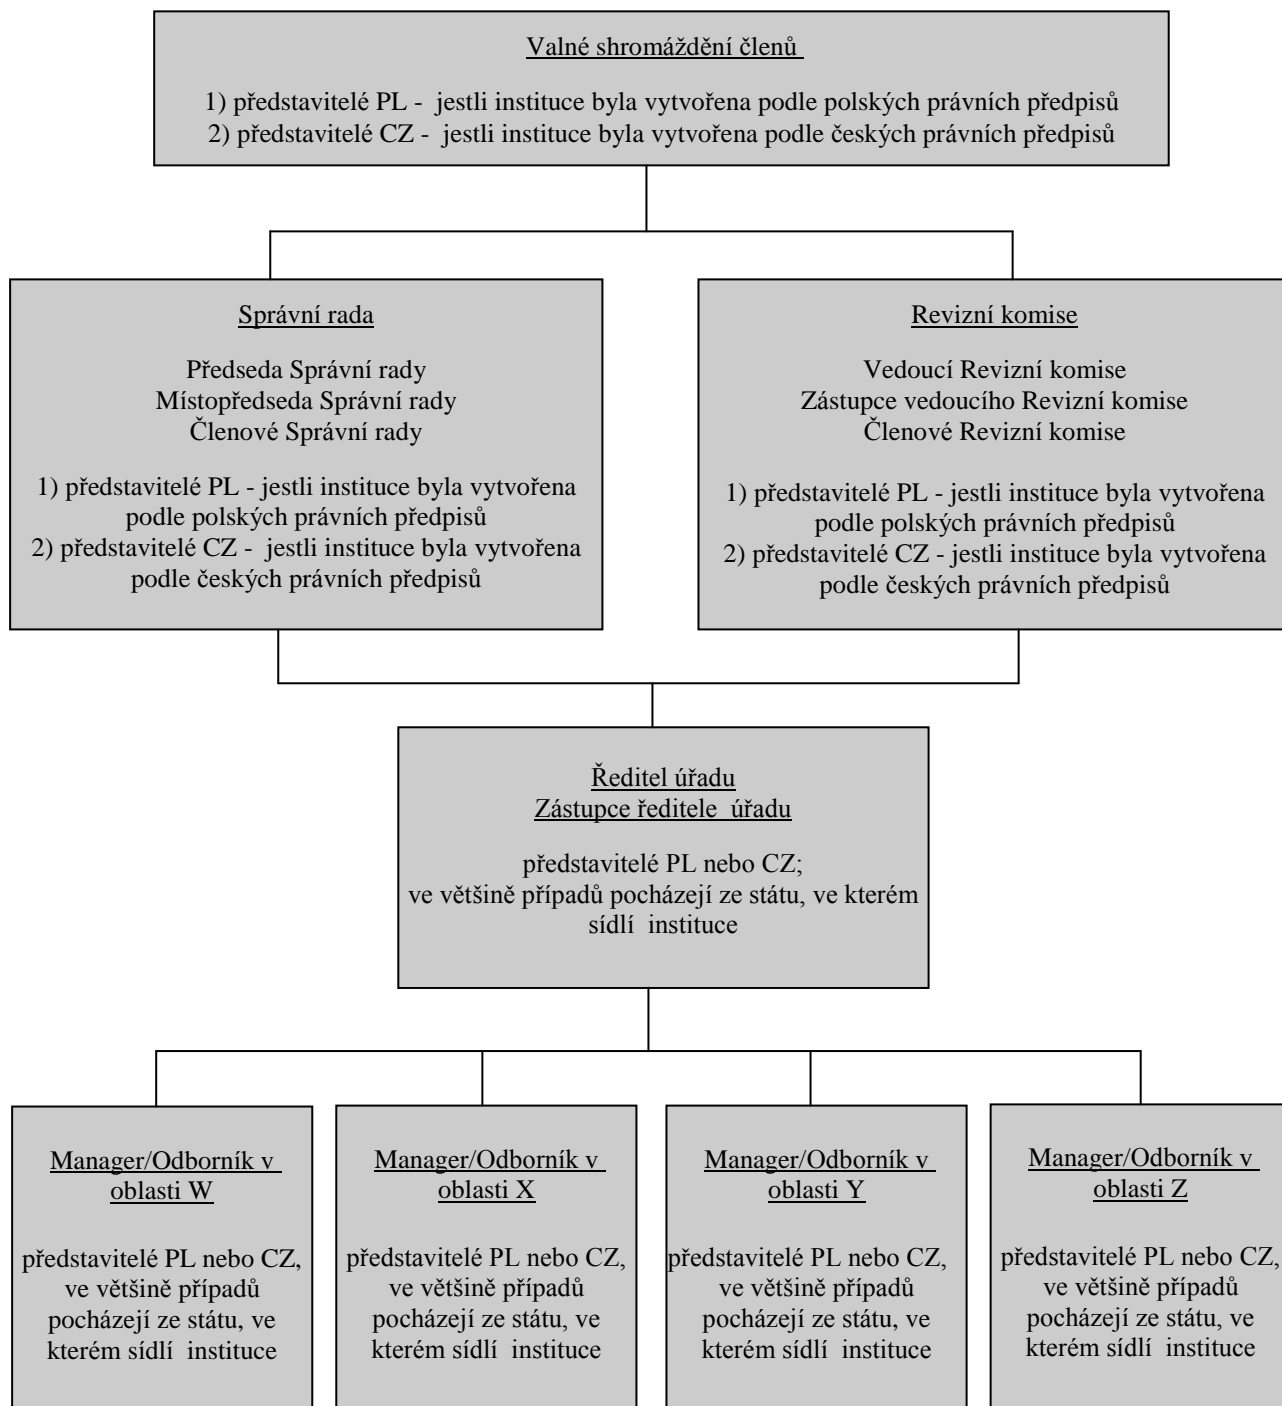 Valné shromáždění členů
1) představitelé PL - jestli instituce byla vytvořena podle polských právních předpisů
2) představitelé CZ - jestli instituce byla vytvořena podle českých právních předpisů
Správní rada
Předseda Správní rady
Místopředseda Správní rady
Členové Správní rady
1) představitelé PL - jestli instituce byla vytvořena
podle polských právních předpisů
2) představitelé CZ - jestli instituce byla vytvořena
podle českých právních předpisů
Revizní komise
Vedoucí Revizní komise
Zástupce vedoucího Revizní komise
Členové Revizní komise
1) představitelé PL - jestli instituce byla vytvořena
podle polských právních předpisů
2) představitelé CZ - jestli instituce byla vytvořena
podle českých právních předpisů
Ředitel úřadu
Zástupce ředitele úřadu
představitelé PL nebo CZ;
ve většině případů pocházejí ze státu, ve kterém
sídlí instituce
Manager/Odborník v
oblasti W
představitelé PL nebo CZ,
ve většině případů
pocházejí ze státu, ve
kterém sídlí instituce
Manager/Odborník v
oblasti X
představitelé PL nebo CZ,
ve většině případů
pocházejí ze státu, ve
kterém sídlí instituce
Manager/Odborník v
oblasti Y
představitelé PL nebo CZ,
ve většině případů
pocházejí ze státu, ve
kterém sídlí instituce
Manager/Odborník v
oblasti Z
představitelé PL nebo CZ,
ve většině případů
pocházejí ze státu, ve
kterém sídlí instituce